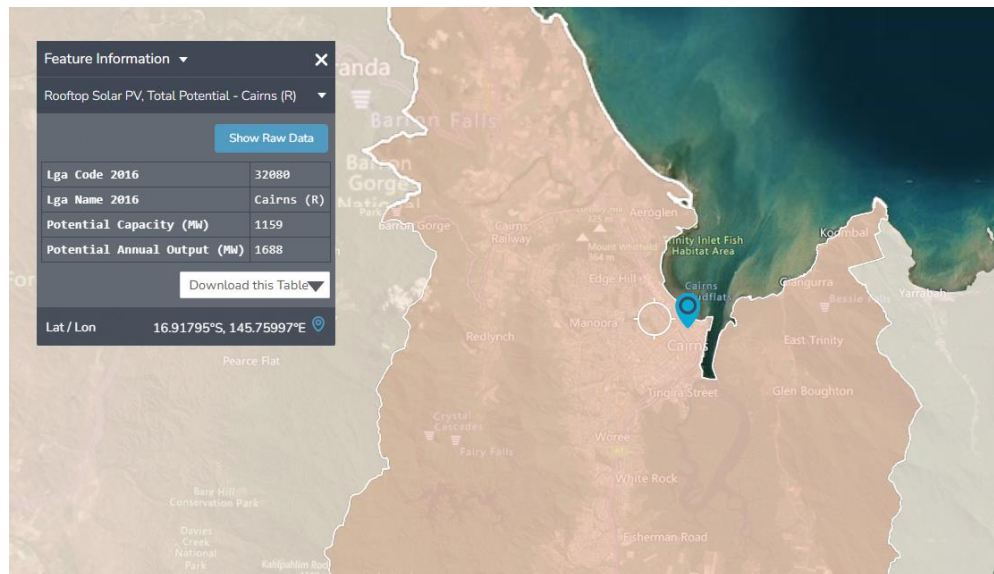 Feature Information
Rooftop Solar PV, Total Potential - Cairns (R)
Show Raw Data
Lga Code 2016 32080
Lga Name 2016 Cairns (R)
Potential Capacity (MW) 1159
Potential Annual Output (MW) 1688
Download this Table
Lat / Lon 16.91795°S, 145.75997°E
anda
Barron Falls
Barron
Gorge
National
Park
Barron Gorge
Cairns
Railway
Aeroglen
Mount Whitfield
364 m
Trinity Inlet Fish
Habitat Area
Koombal
Edge Hill
Cairns
Mudflats
Giangurra
Bessie Falls
Yarrabah
Manoora
Redlynch
Cairns
East Trinity
Pearce Flat
Tingira Street
Glen Boughton
Crystal
Cascades
Fairy Falls
Woree
White Rock
Bare Hill
Conservation Park
Davies
Creek
National
Park
Fisherman Road